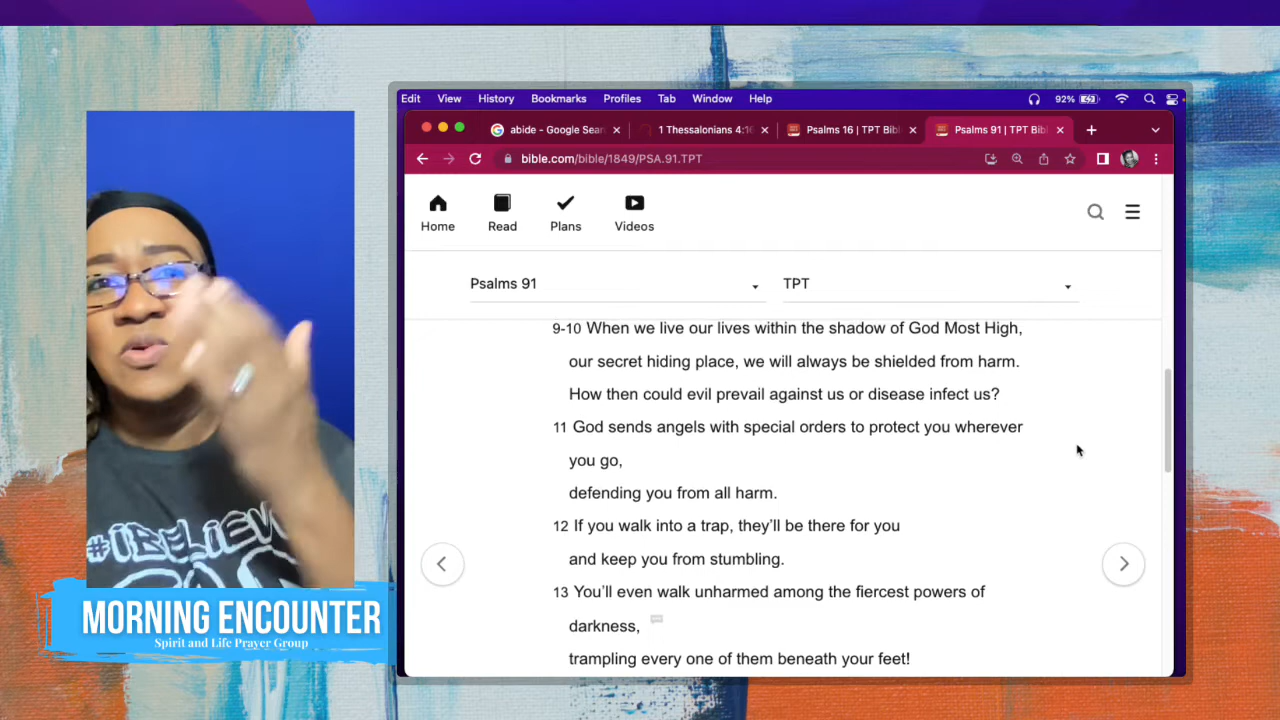 Edit View History Bookmarks Profiles Tab Window Help 92%
abide - Google Sear 1 Thessalonians 4:16 Psalms 16 | TPT Bibl Psalms 91 | TPT Bibl
bible.com/bible/1849/PSA.91.TPT
Home Read Plans Videos
Psalms 91 TPT
9-10 When we live our lives within the shadow of God Most High,
our secret hiding place, we will always be shielded from harm.
How then could evil prevail against us or disease infect us?
11 God sends angels with special orders to protect you wherever
you go,
defending you from all harm.
12 If you walk into a trap, they’ll be there for you
and keep you from stumbling.
13 You’ll even walk unharmed among the fiercest powers of
darkness,
trampling every one of them beneath your feet!
#IBELIEV
MORNING ENCOUNTER
Spirit and Life Prayer Group